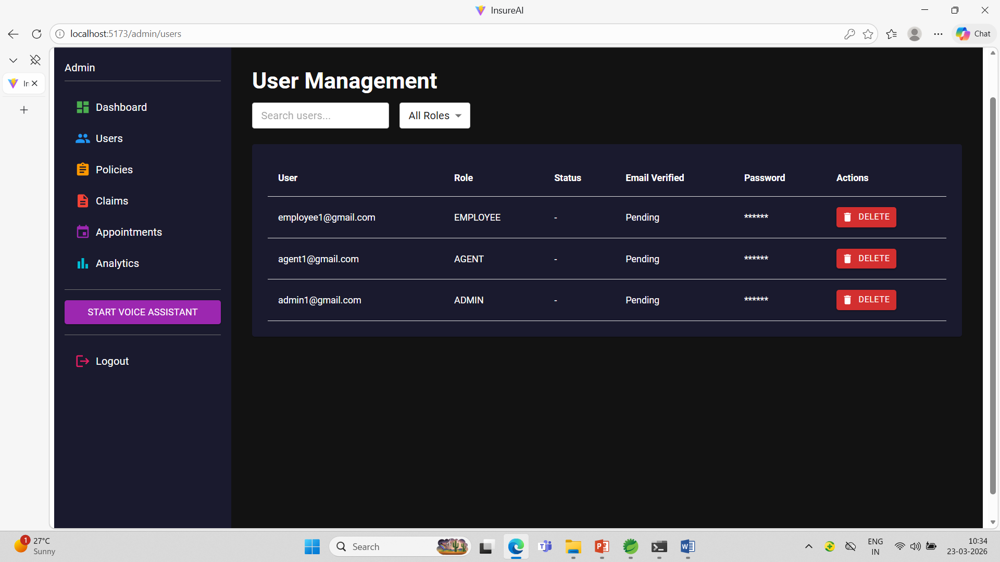 InsureAI
localhost:5173/admin/users
Chat
In
Admin
Dashboard
Users
Policies
Claims
Appointments
Analytics
START VOICE ASSISTANT
Logout
User Management
Search users...
All Roles
User Role Status Email Verified Password Actions
employee1@gmail.com EMPLOYEE - Pending ****** DELETE
agent1@gmail.com AGENT - Pending ****** DELETE
admin1@gmail.com ADMIN - Pending ****** DELETE
1
27°C
Sunny
Search
ENG
IN
10:34
23-03-2026